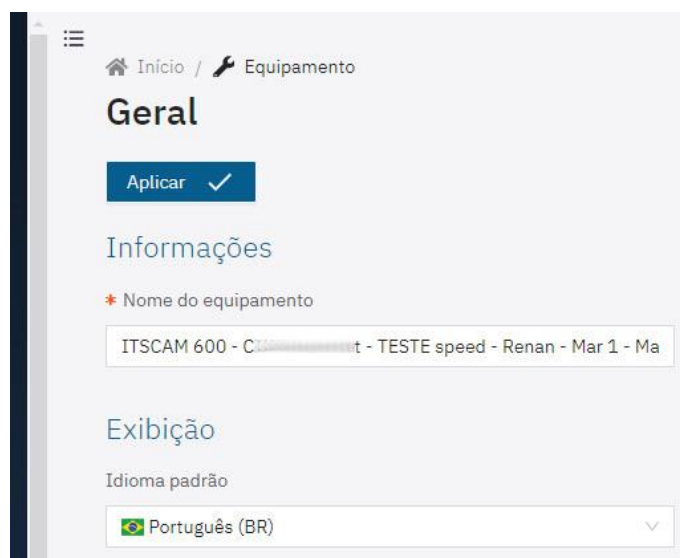 Início / Equipamento
Geral
Aplicar
Informações
* Nome do equipamento
ITSCAM 600 - - TESTE speed - Renan - Mar 1 - Ma
Exibição
Idioma padrão
Português (BR)